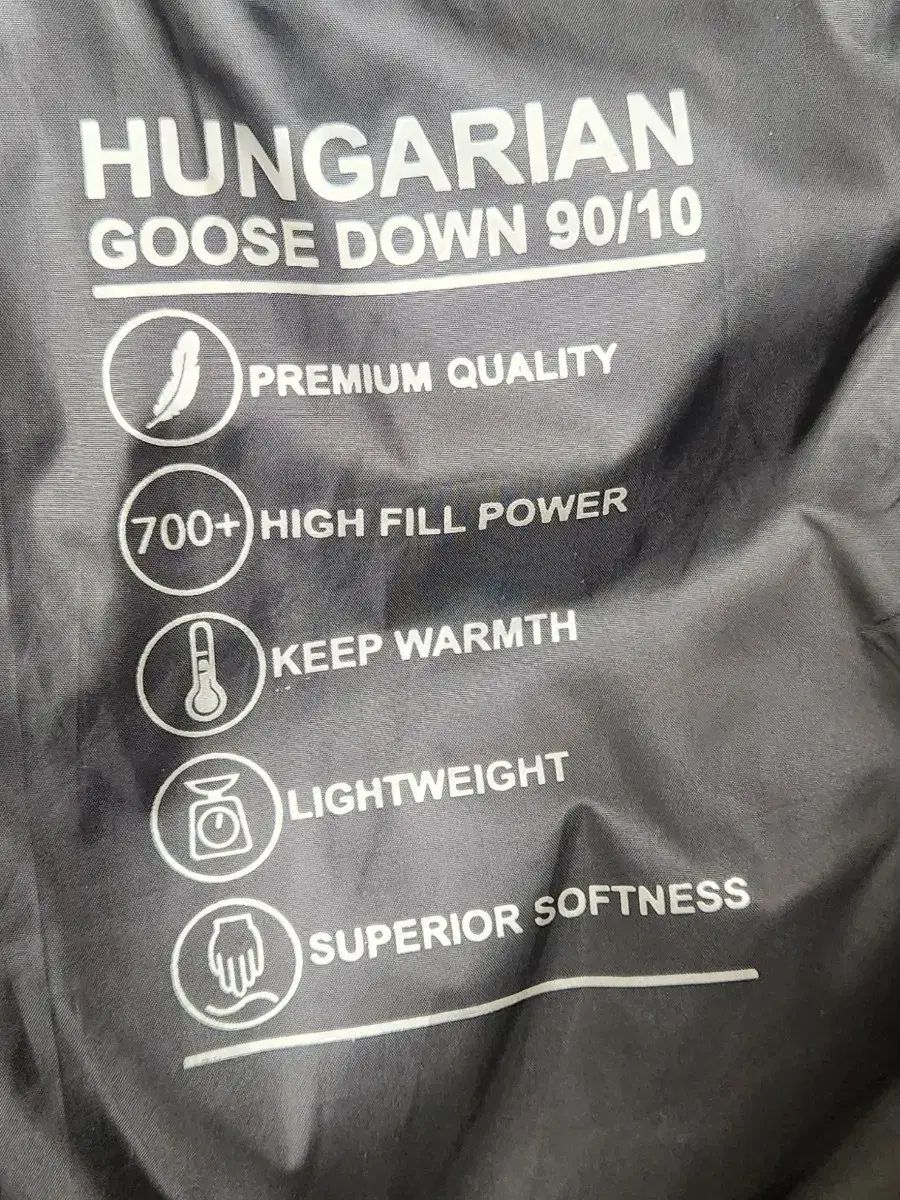 HUNGARIAN
GOOSE DOWN 90/10
PREMIUM QUALITY
700+ HIGH FILL POWER
KEEP WARMTH
LIGHTWEIGHT
SUPERIOR SOFTNESS